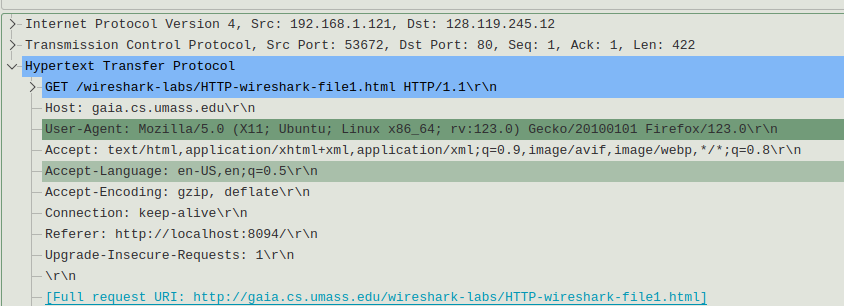 Internet Protocol Version 4, Src: 192.168.1.121, Dst: 128.119.245.12
Transmission Control Protocol, Src Port: 53672, Dst Port: 80, Seq: 1, Ack: 1, Len: 422
Hypertext Transfer Protocol
GET /wireshark-labs/HTTP-wireshark-file1.html HTTP/1.1\r\n
Host: gaia.cs.umass.edu\r\n
User-Agent: Mozilla/5.0 (X11; Ubuntu; Linux x86_64; rv:123.0) Gecko/20100101 Firefox/123.0\r\n
Accept: text/html,application/xhtml+xml,application/xml;q=0.9,image/avif,image/webp,*/*;q=0.8\r\n
Accept-Language: en-US,en;q=0.5\r\n
Accept-Encoding: gzip, deflate\r\n
Connection: keep-alive\r\n
Referer: http://localhost:8094/\r\n
Upgrade-Insecure-Requests: 1\r\n
\r\n
[Full request URI: http://gaia.cs.umass.edu/wireshark-labs/HTTP-wireshark-file1.html]